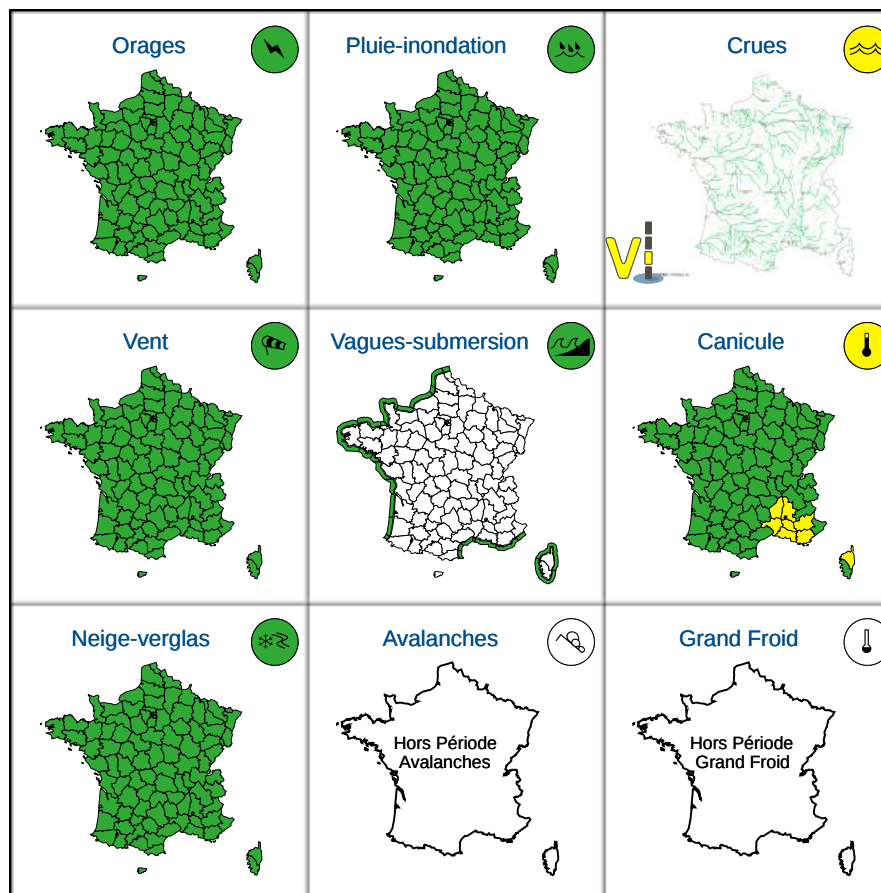 Orages
Pluie-inondation
Crues
Vi
Vent
Vagues-submersion
Canicule
Neige-verglas
Avalanches
Grand Froid
Hors Période
Avalanches
Hors Période
Grand Froid